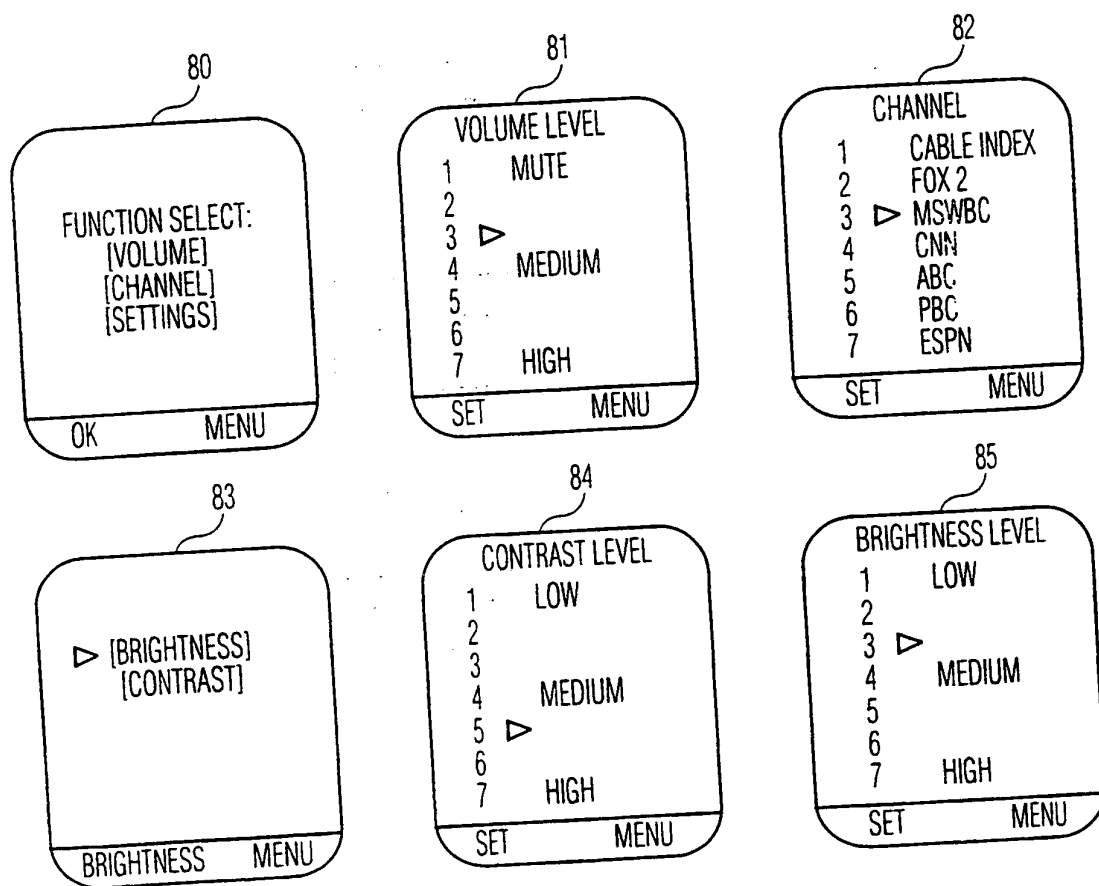 80
FUNCTION SELECT:
[VOLUME]
[CHANNEL]
[SETTINGS]
OK MENU
81
VOLUME LEVEL
1 MUTE
2
3
4 MEDIUM
5
6
7 HIGH
SET MENU
82
CHANNEL
1 CABLE INDEX
2 FOX 2
3 MSWBC
4 CNN
5 ABC
6 PBC
7 ESPN
SET MENU
83
[BRIGHTNESS]
[CONTRAST]
BRIGHTNESS MENU
84
CONTRAST LEVEL
1 LOW
2
3
4 MEDIUM
5
6
7 HIGH
SET MENU
85
BRIGHTNESS LEVEL
1 LOW
2
3
4 MEDIUM
5
6
7 HIGH
SET MENU